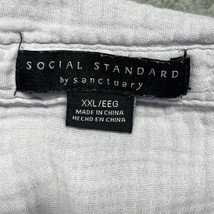 SOCIAL STANDARD
by sanctuary
XXL/EEG
MADE IN CHINA
HECHO EN CHINA